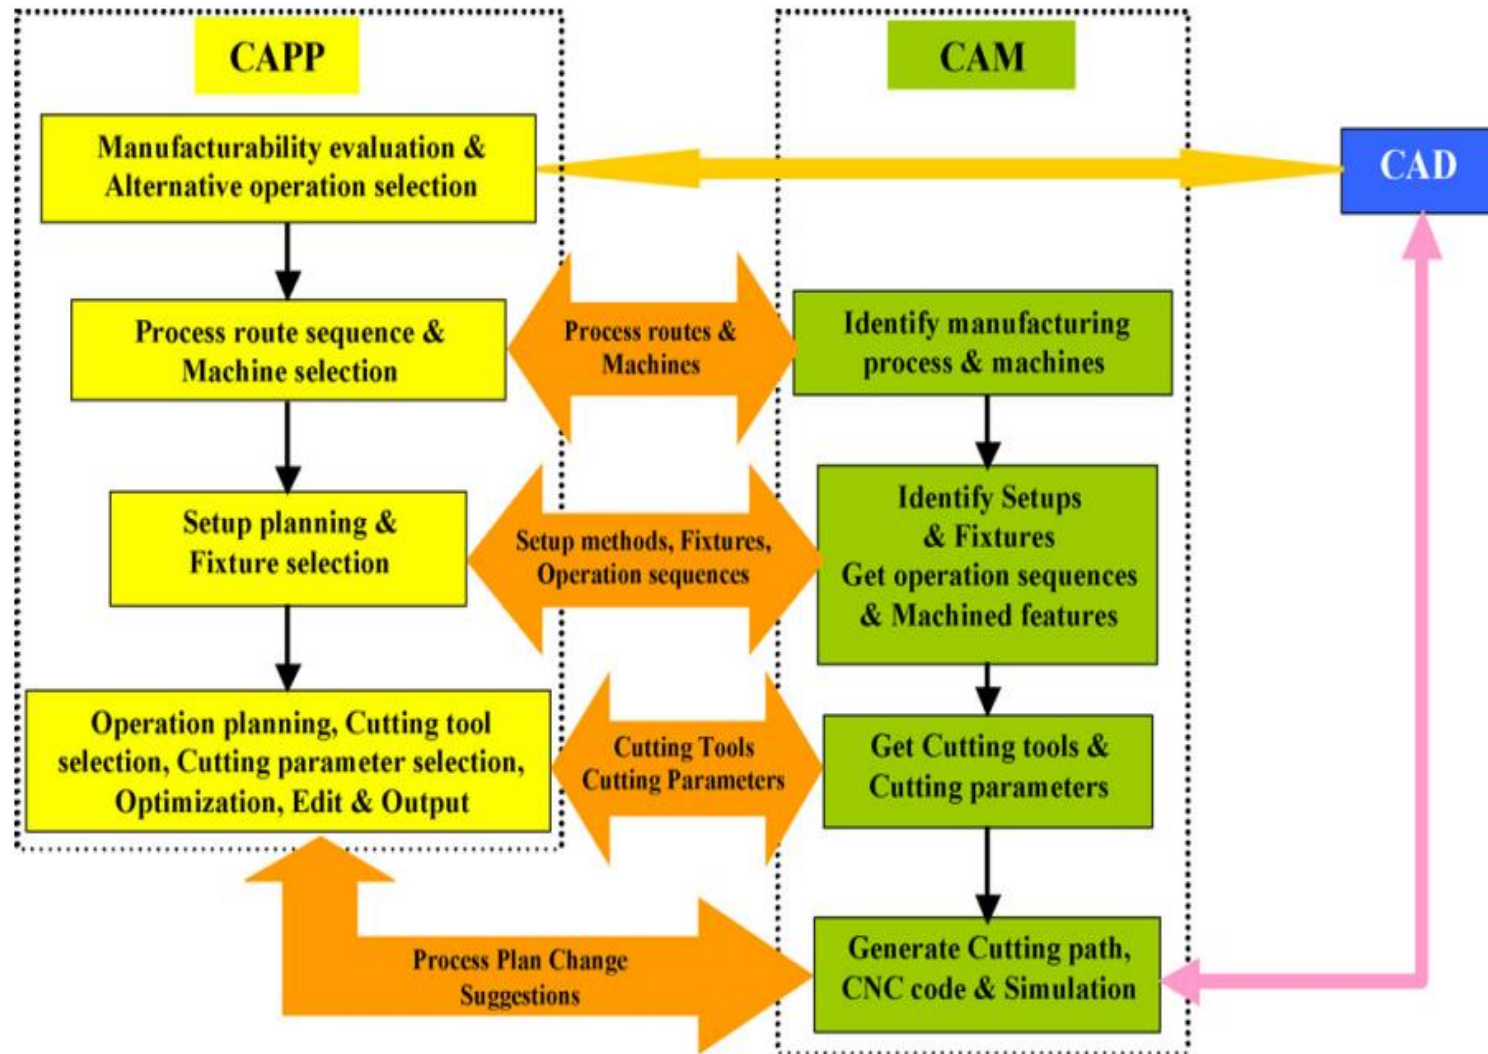 CAPP
CAM
Manufacturability evaluation &
Alternative operation selection
CAD
Process route sequence &
Machine selection
Process routes &
Machines
Identify manufacturing
process & machines
Setup planning &
Fixture selection
Setup methods, Fixtures,
Operation sequences
Identify Setups
& Fixtures
Get operation sequences
& Machined features
Operation planning, Cutting tool
selection, Cutting parameter selection,
Optimization, Edit & Output
Cutting Tools
Cutting Parameters
Get Cutting tools &
Cutting parameters
Process Plan Change
Suggestions
Generate Cutting path,
CNC code & Simulation